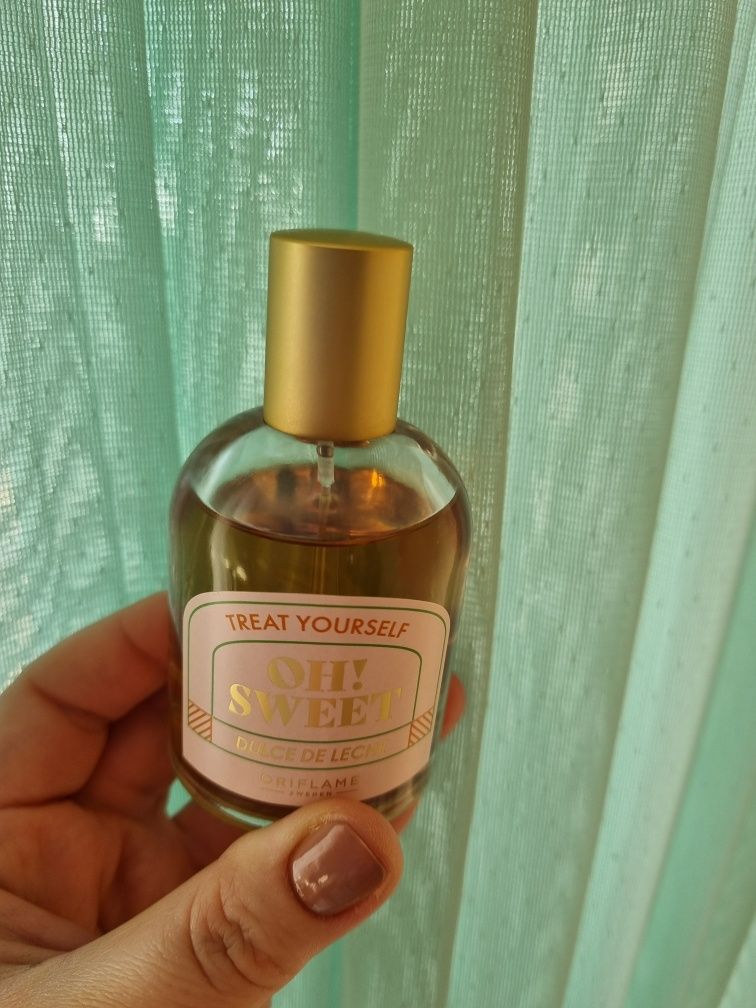 TREAT YOURSELF
OH!
SWEET
DULCE DE LECHE
ORIFLAME
SWEDEN